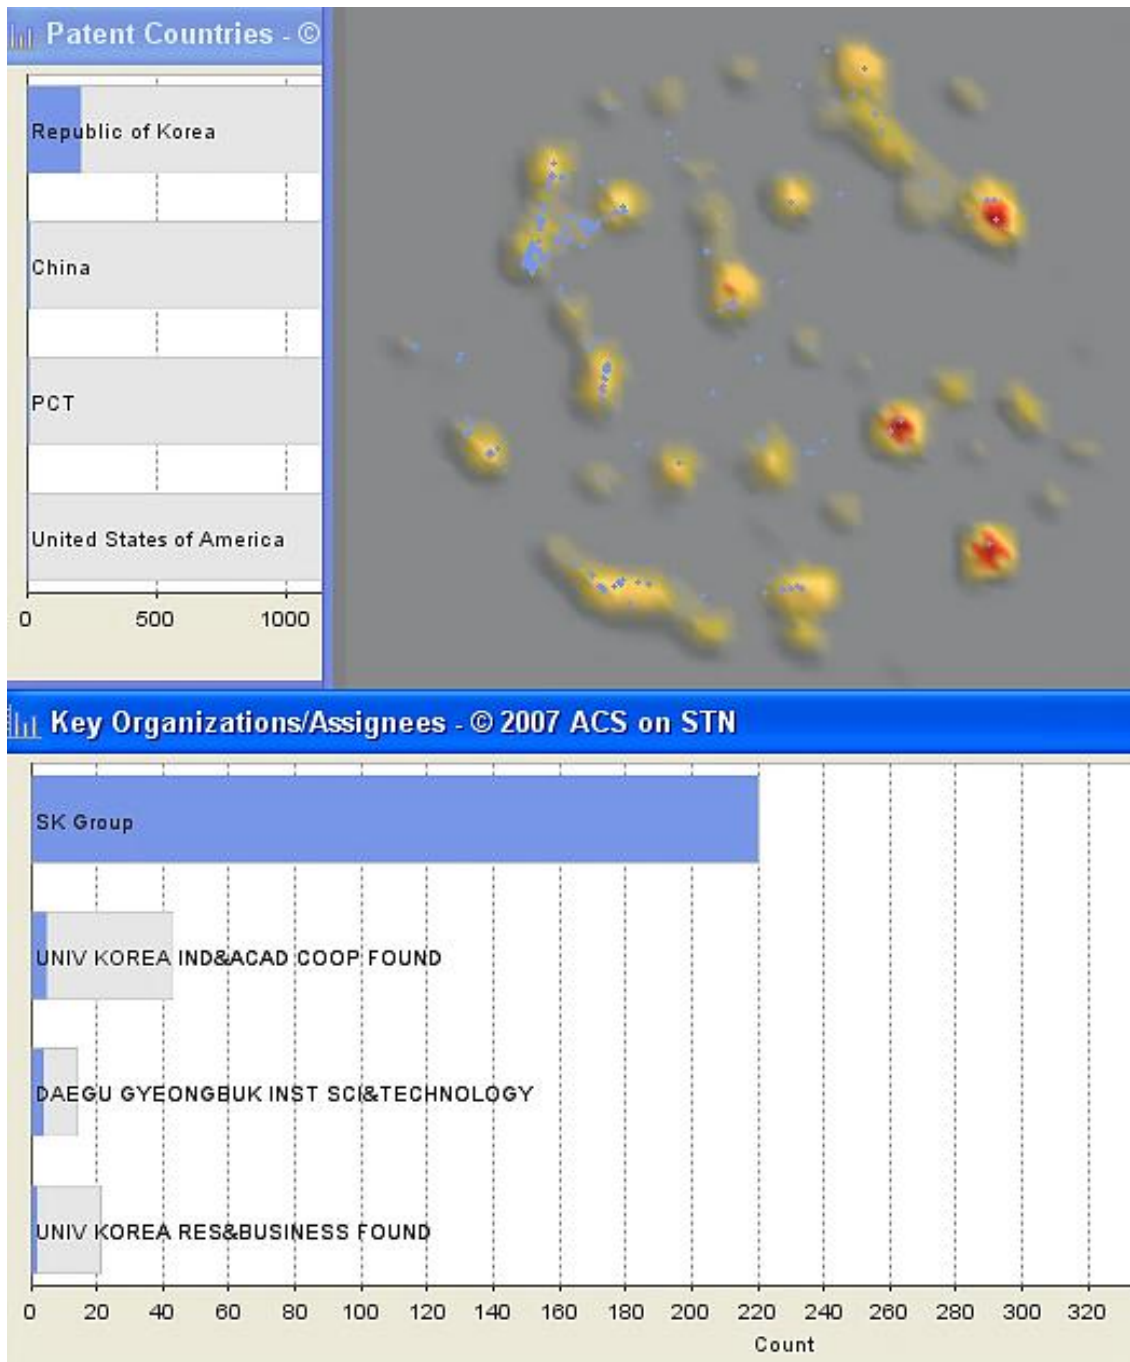 Patent Countries - ©
Republic of Korea
China
PCT
United States of America
0 500 1000
Key Organizations/Assignees - © 2007 ACS on STN
SK Group
UNIV KOREA IND&ACAD COOP FOUND
DAEGU GYEONGBUK INST SCI&TECHNOLOGY
UNIV KOREA RES&BUSINESS FOUND
0 20 40 60 80 100 120 140 160 180 200 220 240 260 280 300 320
Count